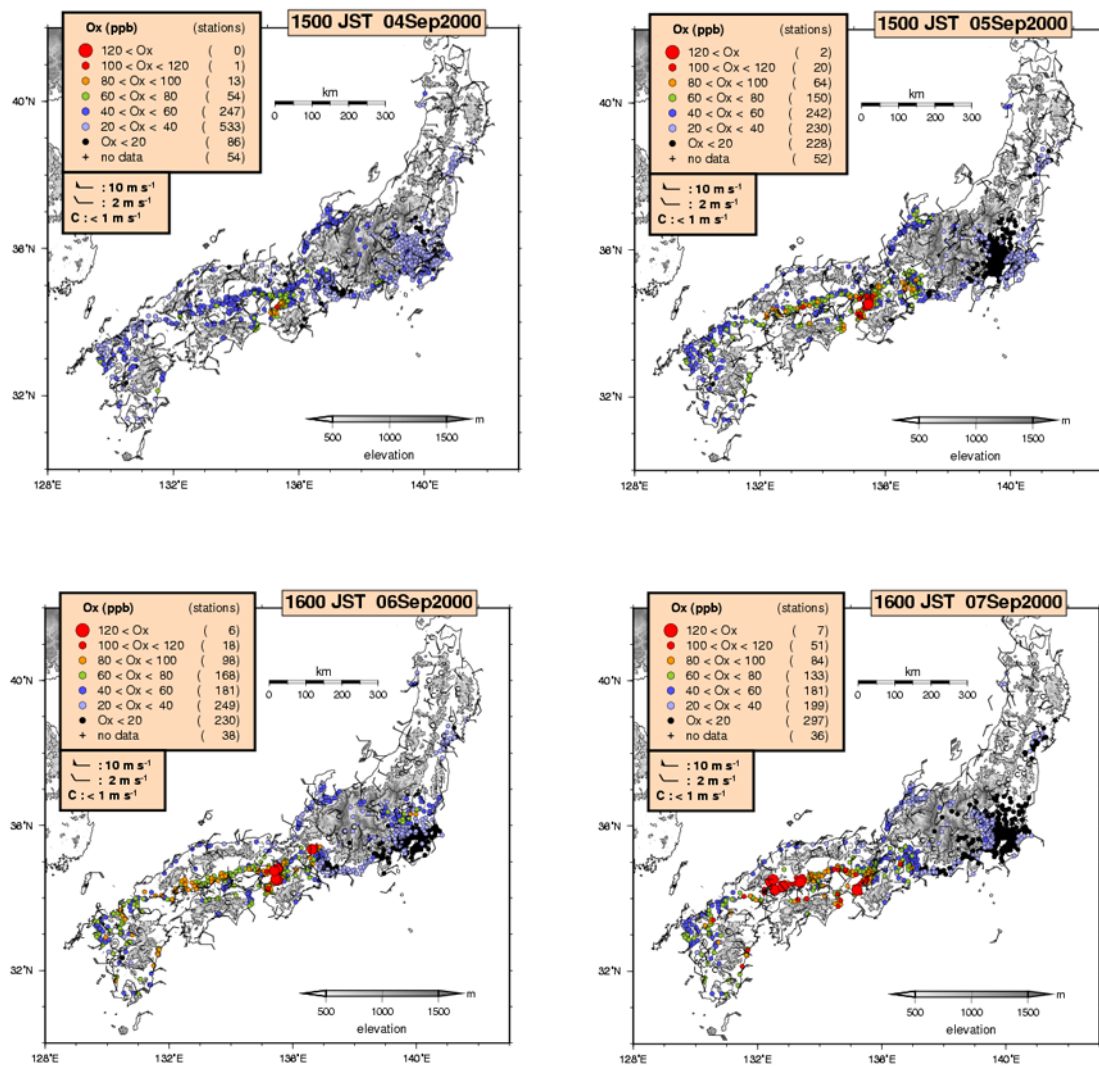 1500 JST 04Sep2000
Ox (ppb) (stations)
120 < Ox ( 0)
100 < Ox < 120 ( 1)
80 < Ox < 100 ( 13)
60 < Ox < 80 ( 54)
40 < Ox < 60 ( 247)
20 < Ox < 40 ( 533)
Ox < 20 ( 86)
no data ( 54)
: 10 m s⁻¹
: 2 m s⁻¹
C : < 1 m s⁻¹
km
0 100 200 300
40°N
36°N
32°N
m
500 1000 1500
elevation
128°E 132°E 136°E 140°E
1500 JST 05Sep2000
Ox (ppb) (stations)
120 < Ox ( 2)
100 < Ox < 120 ( 20)
80 < Ox < 100 ( 64)
60 < Ox < 80 ( 150)
40 < Ox < 60 ( 242)
20 < Ox < 40 ( 230)
Ox < 20 ( 228)
no data ( 52)
: 10 m s⁻¹
: 2 m s⁻¹
C : < 1 m s⁻¹
km
0 100 200 300
40°N
36°N
32°N
m
500 1000 1500
elevation
128°E 132°E 136°E 140°E
1600 JST 06Sep2000
Ox (ppb) (stations)
120 < Ox ( 6)
100 < Ox < 120 ( 18)
80 < Ox < 100 ( 98)
60 < Ox < 80 ( 168)
40 < Ox < 60 ( 181)
20 < Ox < 40 ( 249)
Ox < 20 ( 230)
no data ( 38)
: 10 m s⁻¹
: 2 m s⁻¹
C : < 1 m s⁻¹
km
0 100 200 300
40°N
36°N
32°N
m
500 1000 1500
elevation
128°E 132°E 136°E 140°E
1600 JST 07Sep2000
Ox (ppb) (stations)
120 < Ox ( 7)
100 < Ox < 120 ( 51)
80 < Ox < 100 ( 84)
60 < Ox < 80 ( 133)
40 < Ox < 60 ( 181)
20 < Ox < 40 ( 199)
Ox < 20 ( 297)
no data ( 36)
: 10 m s⁻¹
: 2 m s⁻¹
C : < 1 m s⁻¹
km
0 100 200 300
40°N
36°N
32°N
m
500 1000 1500
elevation
128°E 132°E 136°E 140°E